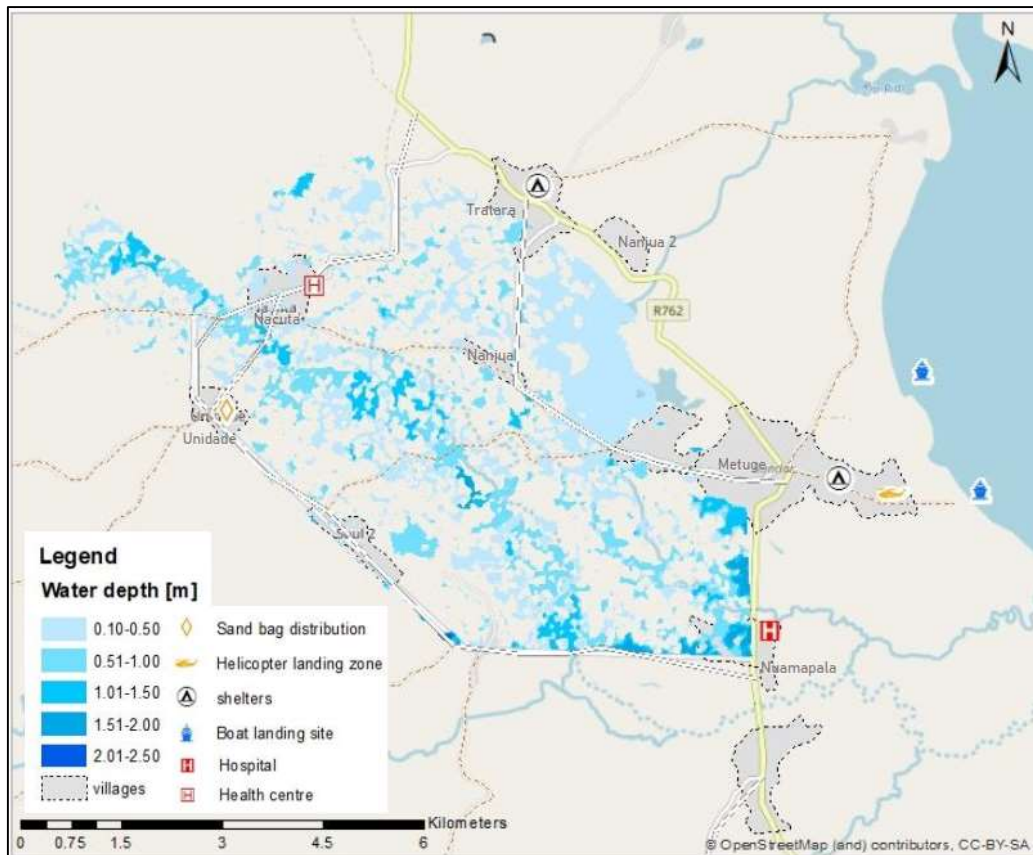 N
Tratara
Nanjua 2
R762
Nacuta
Nanjua
Unidade
Metuge
Saul 2
Nuamapala
Legend
Water depth [m]
0.10-0.50
0.51-1.00
1.01-1.50
1.51-2.00
2.01-2.50
villages
Sand bag distribution
Helicopter landing zone
shelters
Boat landing site
Hospital
Health centre
Kilometers
0 0.75 1.5 3 4.5 6
© OpenStreetMap (and) contributors, CC-BY-SA